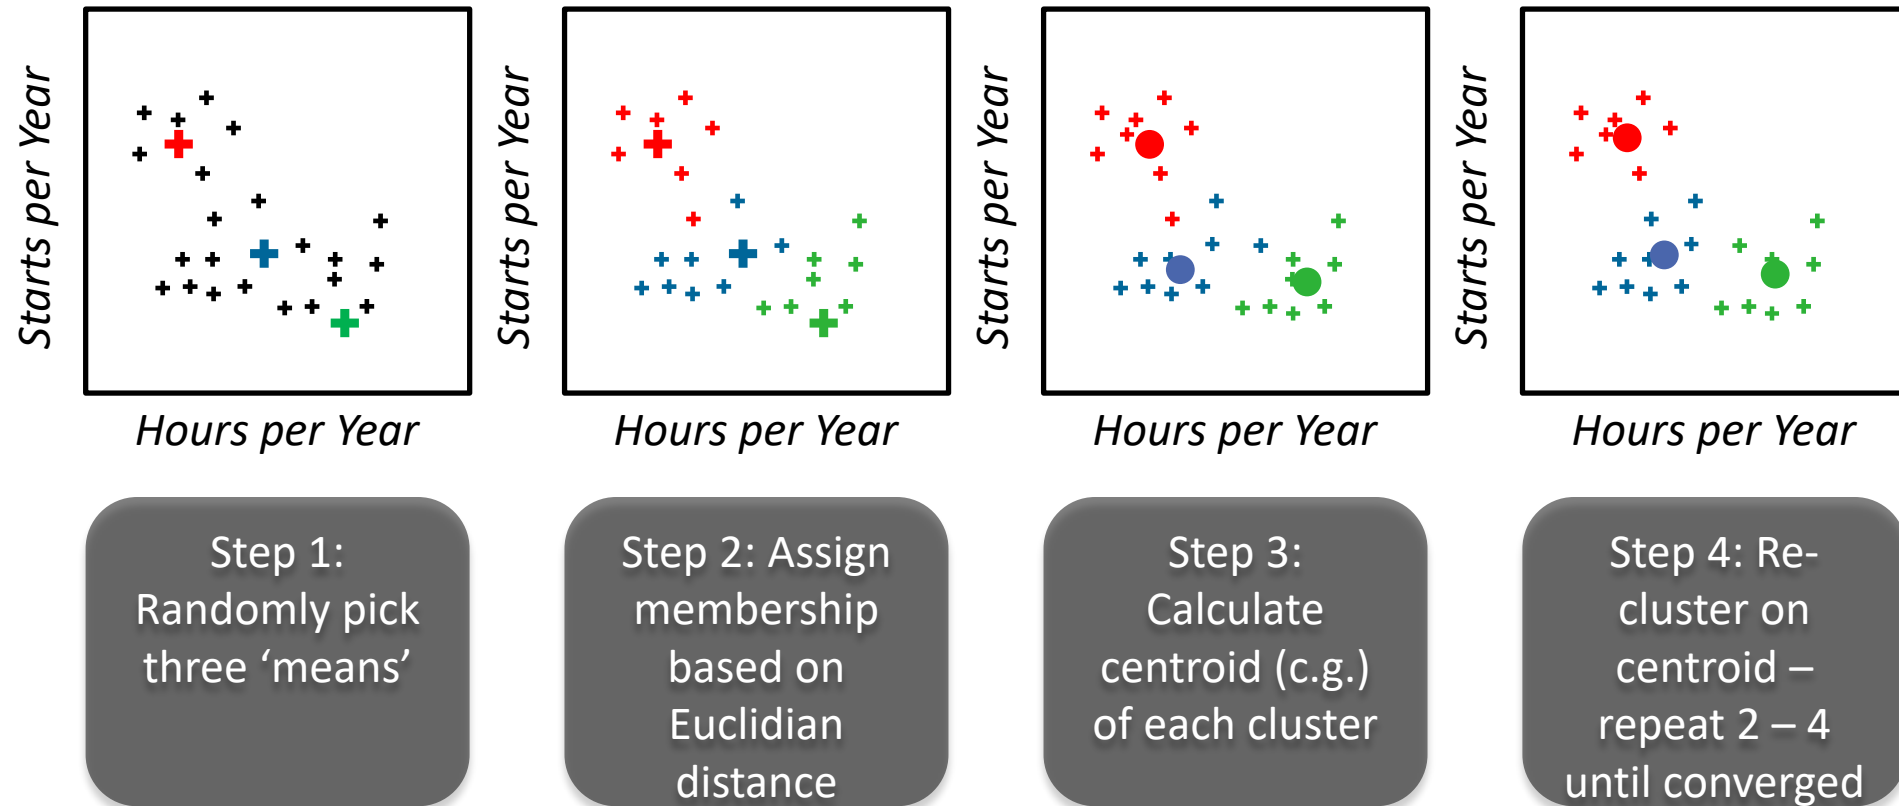 Starts per Year
Hours per Year
Starts per Year
Hours per Year
Starts per Year
Hours per Year
Starts per Year
Hours per Year
Step 1:
Randomly pick
three ‘means’
Step 2: Assign
membership
based on
Euclidian
distance
Step 3:
Calculate
centroid (c.g.)
of each cluster
Step 4: Re-
cluster on
centroid –
repeat 2 – 4
until converged